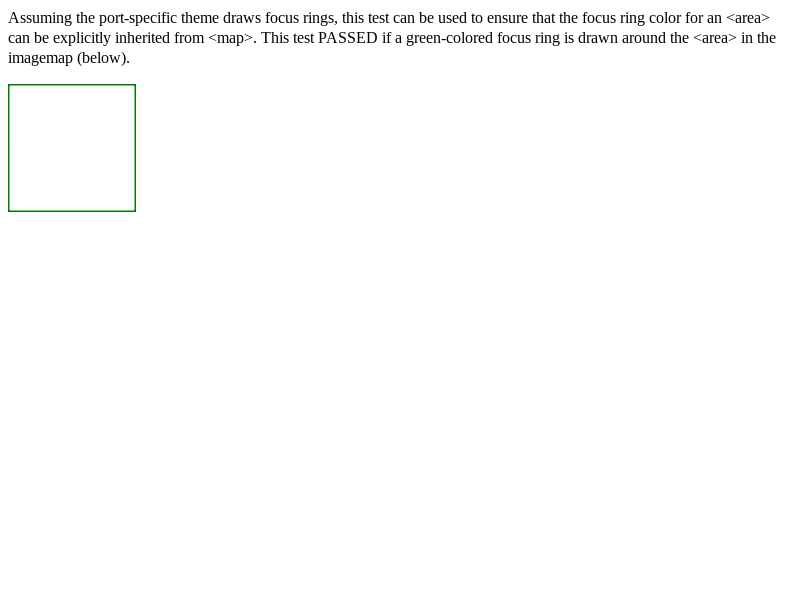 Assuming the port-specific theme draws focus rings, this test can be used to ensure that the focus ring color for an <area>
can be explicitly inherited from <map>. This test PASSED if a green-colored focus ring is drawn around the <area> in the
imagemap (below).